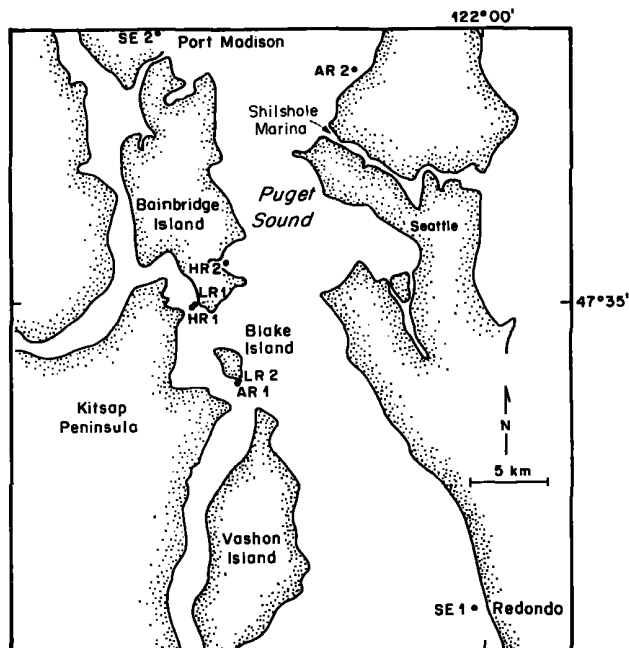 122°00'
SE 2
Port Madison
AR 2
Shilshole
Marina
Puget
Sound
Bainbridge
Island
Seattle
HR 2
LR 1
HR 1
47°35'
Blake
Island
LR 2
AR 1
Kitsap
Peninsula
N
5 km
Vashon
Island
SE 1
Redondo